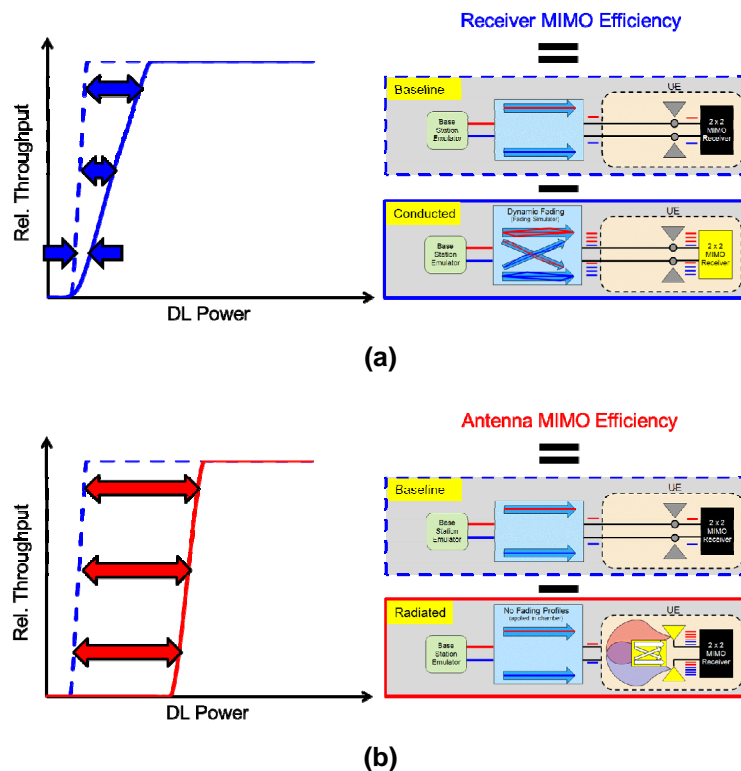 Receiver MIMO Efficiency
Rel. Throughput
DL Power
Baseline
UE
Base
Station
Emulator
2 x 2
MIMO
Receiver
Conducted
Dynamic Fading
(Fading Simulator)
UE
Base
Station
Emulator
2 x 2
MIMO
Receiver
(a)
Antenna MIMO Efficiency
Rel. Throughput
DL Power
Baseline
UE
Base
Station
Emulator
2 x 2
MIMO
Receiver
Radiated
No Fading Profiles
(applied in chamber)
UE
Base
Station
Emulator
2 x 2
MIMO
Receiver
(b)